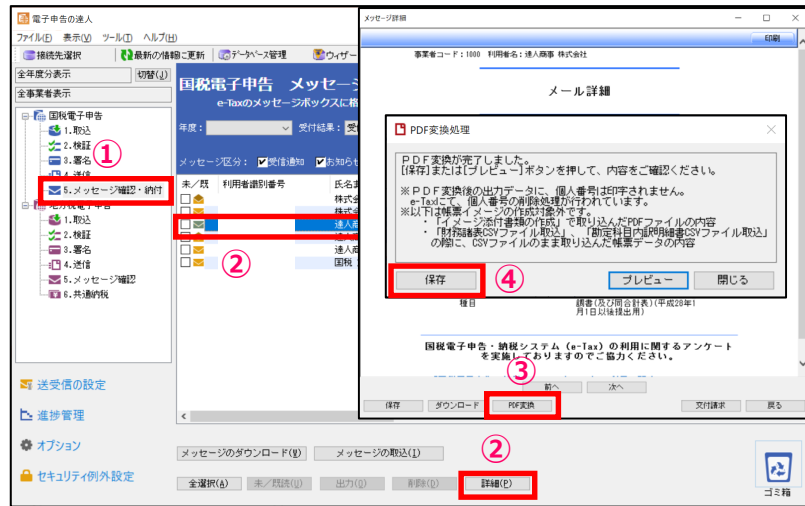 電子申告の達人
ファイル(F) 表示(V) ツール(T) ヘルプ(H)
接続先選択 最新の情報に更新 データベース管理 ウィザー
全年度分表示 切替(J)
全事業者表示
国税電子申告
1.取込
2.検証
3.署名
4.送信
5.メッセージ確認・納付
地方税電子申告
1.取込
2.検証
3.署名
4.送信
5.メッセージ確認
6.共通納税
①
送受信の設定
進捗管理
オプション
セキュリティ例外設定
国税電子申告 メッセー
e-Taxのメッセージボックスに格
年度： 受付結果：
メッセージ区分： 受信通知 お知らせ
未／既 利用者識別番号 氏名
株式会
株式会
達人商
達人商
達人商
国税
②
メッセージのダウンロード(W) メッセージの取込(I)
全選択(A) 未／既読(U) 出力(O) 削除(D) 詳細(P)
②
ゴミ箱
メッセージ詳細
印刷
事業者コード：1000 利用者名：達人商事 株式会社
メール詳細
PDF変換処理
ＰＤＦ変換が完了しました。
[保存]または[プレビュー]ボタンを押して、内容をご確認ください。
※ＰＤＦ変換後の出力データに、個人番号は印字されません。
e-Taxにて、個人番号の削除処理が行われています。
※以下は帳票イメージの作成対象外です。
・「イメージ添付書類の作成」で取り込んだPDFファイルの内容
・「財務諸表CSVファイル取込」、「勘定科目内訳明細書CSVファイル取込」
の際に、CSVファイルのまま取り込んだ帳票データの内容
保存 ④ プレビュー 閉じる
種目 調書(及び同合計表)(平成28年1
月1日以後提出用)
国税電子申告・納税システム（e-Tax）の利用に関するアンケート
を実施しておりますのでご協力ください。
③
前へ 次へ
保存 ダウンロード PDF変換 交付請求 戻る